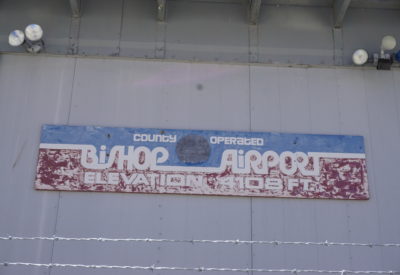 COUNTY OPERATED
BiSHOP AiRPORT
ELEVATION 4108 FT.